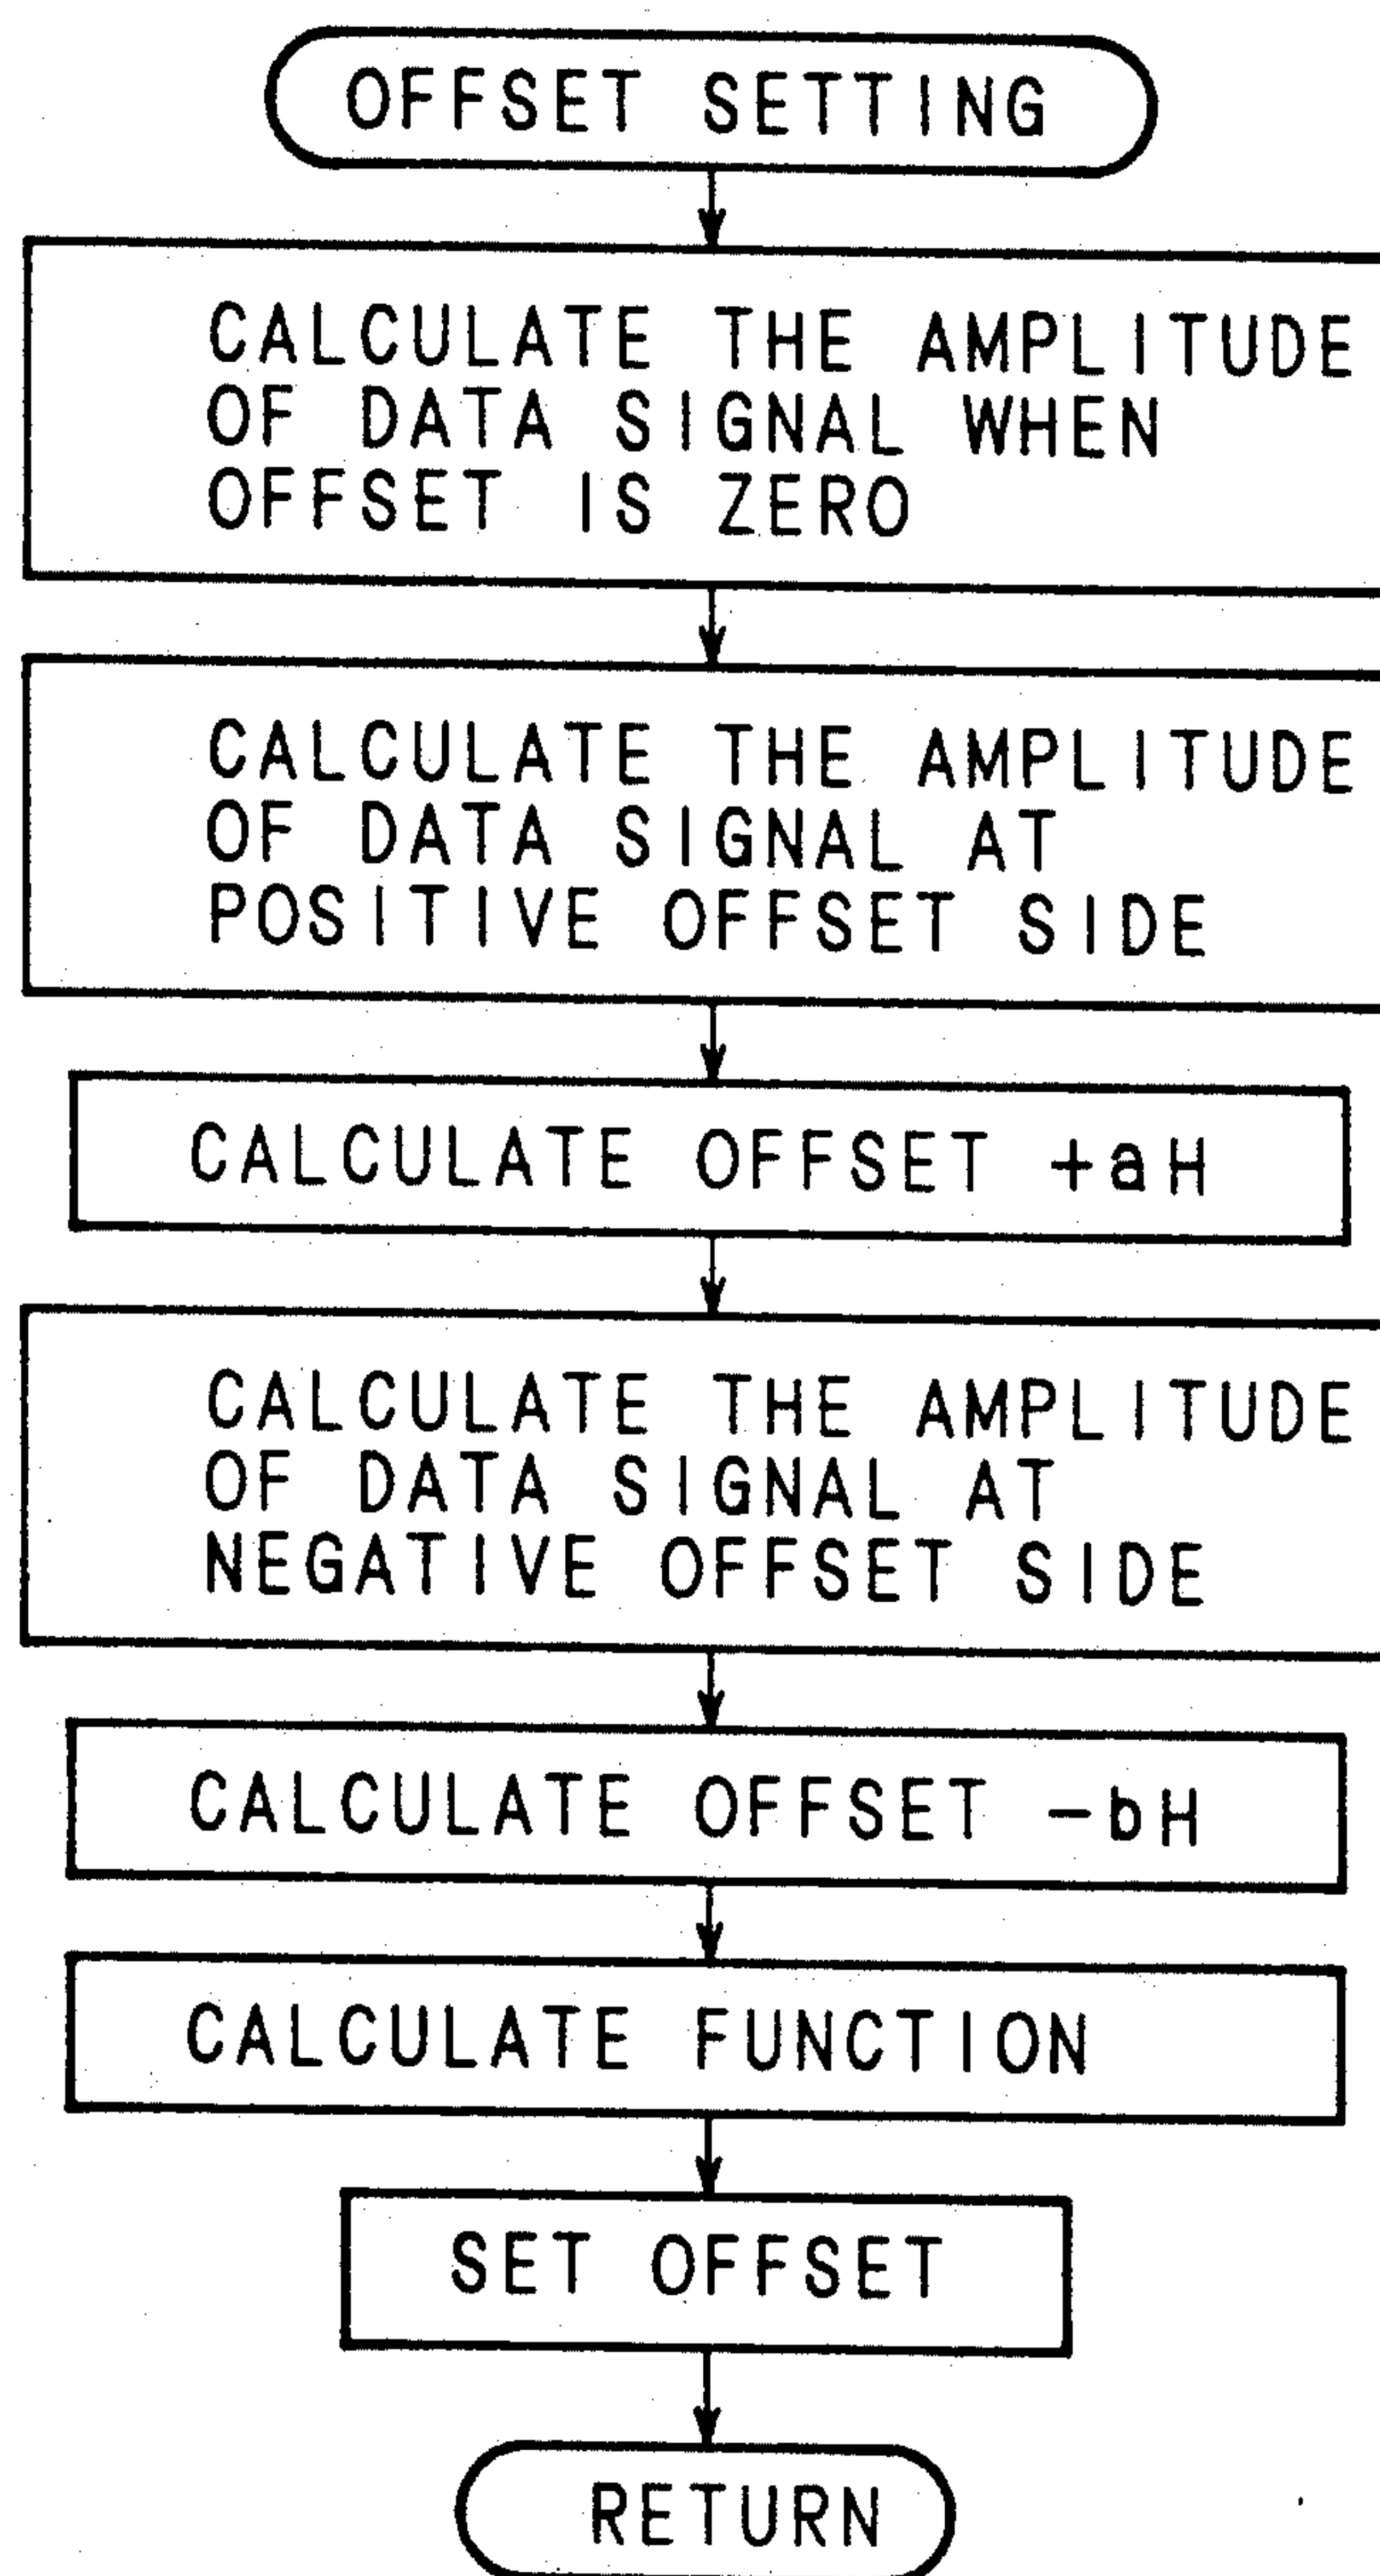 OFFSET SETTING
CALCULATE THE AMPLITUDE
OF DATA SIGNAL WHEN
OFFSET IS ZERO
CALCULATE THE AMPLITUDE
OF DATA SIGNAL AT
POSITIVE OFFSET SIDE
CALCULATE OFFSET +aH
CALCULATE THE AMPLITUDE
OF DATA SIGNAL AT
NEGATIVE OFFSET SIDE
CALCULATE OFFSET -bH
CALCULATE FUNCTION
SET OFFSET
RETURN